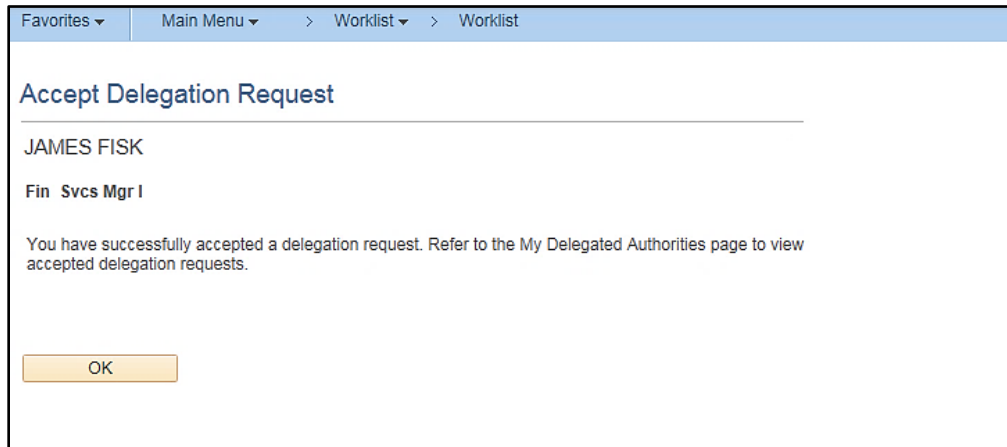 Favorites Main Menu > Worklist > Worklist
Accept Delegation Request
JAMES FISK
Fin Svcs Mgr I
You have successfully accepted a delegation request. Refer to the My Delegated Authorities page to view
accepted delegation requests.
OK